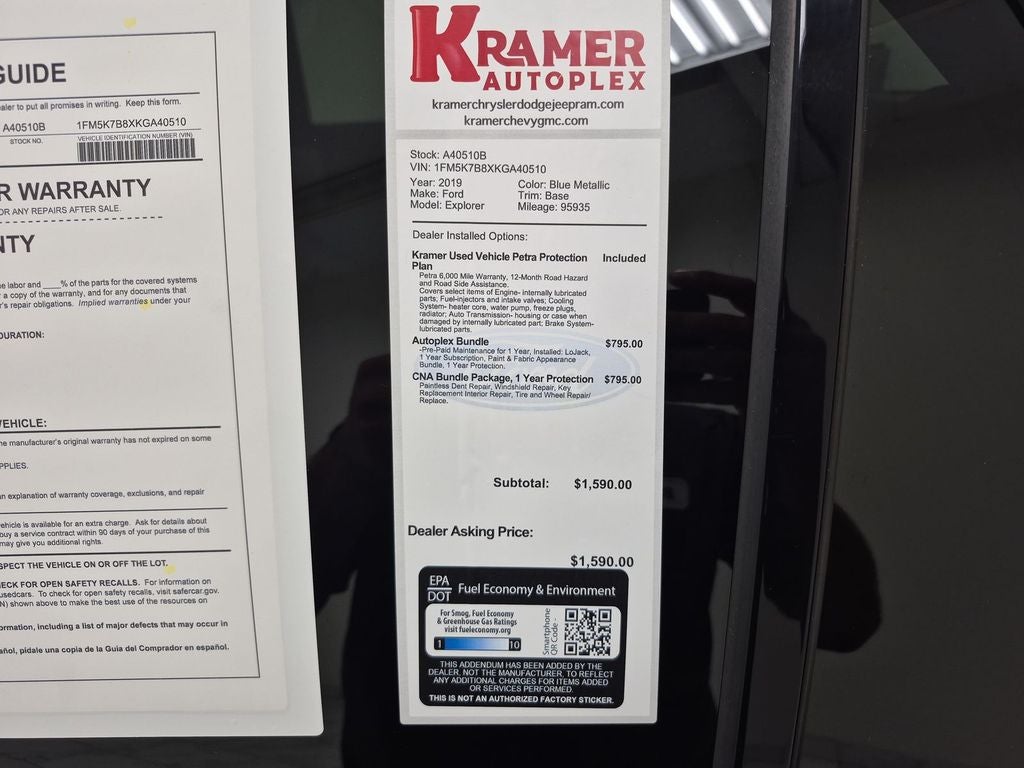 GUIDE
ealer to put all promises in writing. Keep this form.
A40510B 1FM5K7B8XKGA40510
STOCK NO. VEHICLE IDENTIFICATION NUMBER (VIN)
R WARRANTY
OR ANY REPAIRS AFTER SALE.
NTY
he labor and ____% of the parts for the covered systems
r a copy of the warranty, and for any documents that
r's repair obligations. Implied warranties under your
DURATION:
VEHICLE:
he manufacturer's original warranty has not expired on some
PPLIES.
an explanation of warranty coverage, exclusions, and repair
vehicle is available for an extra charge. Ask for details about
buy a service contract within 90 days of your purchase of this
may give you additional rights.
SPECT THE VEHICLE ON OR OFF THE LOT.
ECK FOR OPEN SAFETY RECALLS. For information on
usedcars. To check for open safety recalls, visit safercar.gov.
N) shown above to make the best use of the resources on
ormation, including a list of major defects that may occur in
añol, pídale una copia de la Guía del Comprador en español.
KRAMER
AUTOPLEX
kramerchryslerdodgejeepram.com
kramerchevygmc.com
Stock: A40510B
VIN: 1FM5K7B8XKGA40510
Year: 2019 Color: Blue Metallic
Make: Ford Trim: Base
Model: Explorer Mileage: 95935
Dealer Installed Options:
Kramer Used Vehicle Petra Protection Included
Plan
Petra 6,000 Mile Warranty, 12-Month Road Hazard
and Road Side Assistance.
Covers select items of Engine- internally lubricated
parts; Fuel-injectors and intake valves; Cooling
System- heater core, water pump, freeze plugs,
radiator; Auto Transmission- housing or case when
damaged by internally lubricated part; Brake System-
lubricated parts.
Autoplex Bundle $795.00
-Pre-Paid Maintenance for 1 Year, Installed: LoJack,
1 Year Subscription, Paint & Fabric Appearance
Bundle, 1 Year Protection.
CNA Bundle Package, 1 Year Protection $795.00
Paintless Dent Repair, Windshield Repair, Key
Replacement Interior Repair, Tire and Wheel Repair/
Replace.
Subtotal: $1,590.00
Dealer Asking Price:
$1,590.00
EPA
DOT Fuel Economy & Environment
For Smog, Fuel Economy
& Greenhouse Gas Ratings
visit fueleconomy.org
1 10
Smartphone
QR Code -
THIS ADDENDUM HAS BEEN ADDED BY THE
DEALER, NOT THE MANUFACTURER, TO REFLECT
ANY ADDITIONAL CHARGES FOR ITEMS ADDED
OR SERVICES PERFORMED.
THIS IS NOT AN AUTHORIZED FACTORY STICKER.